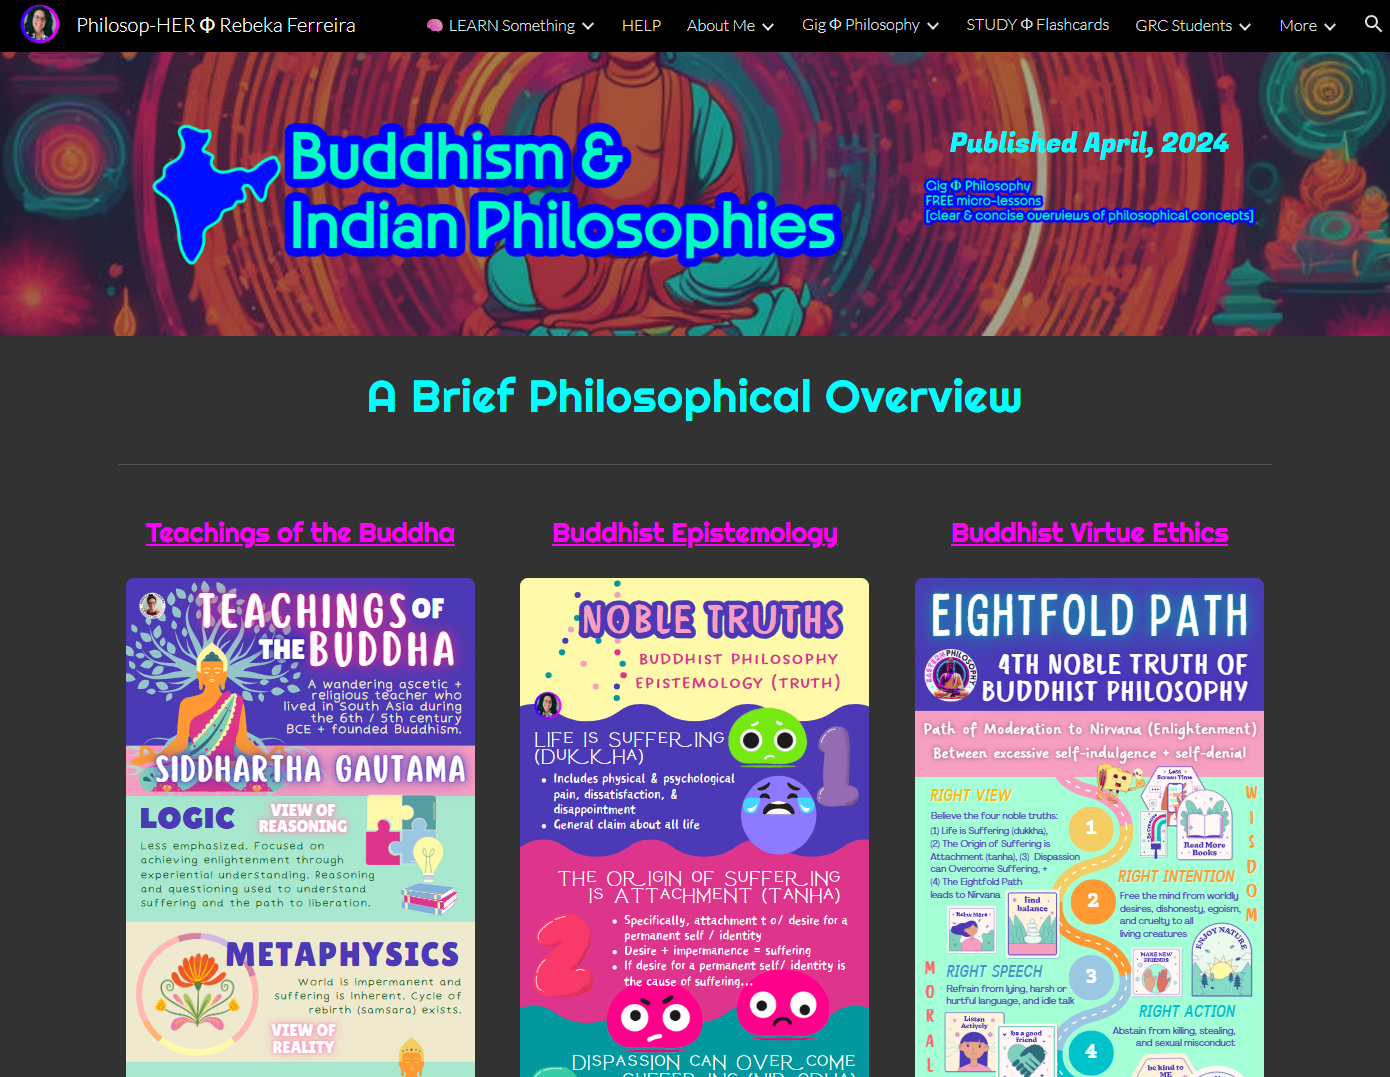 Philosop-HER Φ Rebeka Ferreira
LEARN Something
HELP
About Me
Gig Φ Philosophy
STUDY Φ Flashcards
GRC Students
More
Buddhism &
Indian Philosophies
Published April, 2024
Gig Φ Philosophy
FREE micro-lessons
[clear & concise overviews of philosophical concepts]
A Brief Philosophical Overview
Teachings of the Buddha
TEACHINGS OF
THE BUDDHA
A wandering ascetic +
religious teacher who
lived in South Asia during
the 6th / 5th century
BCE + founded Buddhism.
SIDDHARTHA GAUTAMA
LOGIC
VIEW OF
REASONING
Less emphasized. Focused on
achieving enlightenment through
experiential understanding. Reasoning
and questioning used to understand
suffering and the path to liberation.
METAPHYSICS
World is impermanent and
suffering is inherent. Cycle of
rebirth (samsara) exists.
VIEW OF
REALITY
Buddhist Epistemology
NOBLE TRUTHS
BUDDHIST PHILOSOPHY
EPISTEMOLOGY (TRUTH)
LIFE IS SUFFERING
(DUKKHA)
1
• Includes physical & psychological
pain, dissatisfaction, &
disappointment
• General claim about all life
THE ORIGIN OF SUFFERING
IS ATTACHMENT (TANHA)
2
• Specifically, attachment t o/ desire for a
permanent self / identity
• Desire + impermanence = suffering
• If desire for a permanent self/ identity is
the cause of suffering...
DISPASSION CAN OVERCOME
SUFFERING (NIRODHA)
Buddhist Virtue Ethics
EIGHTFOLD PATH
EASTERN PHILOSOPHY
4TH NOBLE TRUTH OF
BUDDHIST PHILOSOPHY
Path of Moderation to Nirvana (Enlightenment)
Between excessive self-indulgence + self-denial
RIGHT VIEW
Believe the four noble truths:
(1) Life is Suffering (dukkha),
(2) The Origin of Suffering is
Attachment (tanha), (3) Dispassion
can Overcome Suffering, +
(4) The Eightfold Path
leads to Nirvana
1
Less
Screen Time
Be Creative
Read More
Books
WISDOM
RIGHT INTENTION
2
Free the mind from worldly
desires, dishonesty, egoism,
and cruelty to all
living creatures
Relax More
find
balance
MAKE NEW
FRIENDS
ENJOY NATURE
MORAL
RIGHT SPEECH
3
Refrain from lying, harsh or
hurtful language, and idle talk
Listen
Actively
be a good
friend
RIGHT ACTION
4
Abstain from killing, stealing,
and sexual misconduct
be kind to
ME